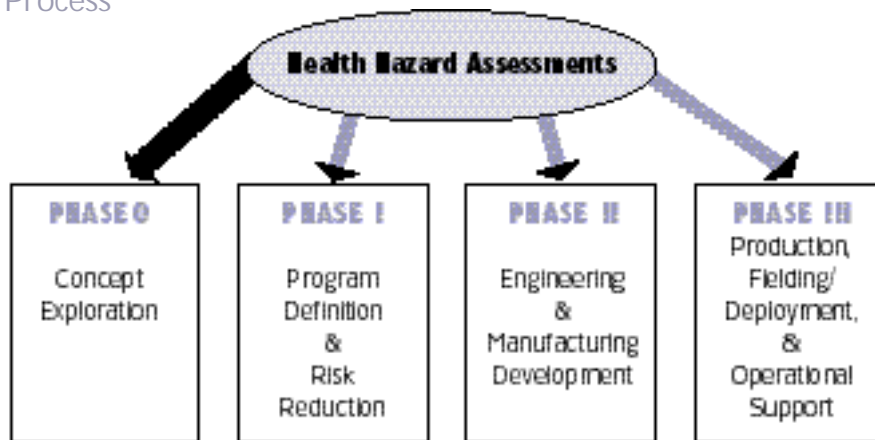 Process
Health Hazard Assessments
PHASE 0
Concept
Exploration
PHASE I
Program
Definition
&
Risk
Reduction
PHASE II
Engineering
&
Manufacturing
Development
PHASE III
Production,
Fielding/
Deployment,
&
Operational
Support